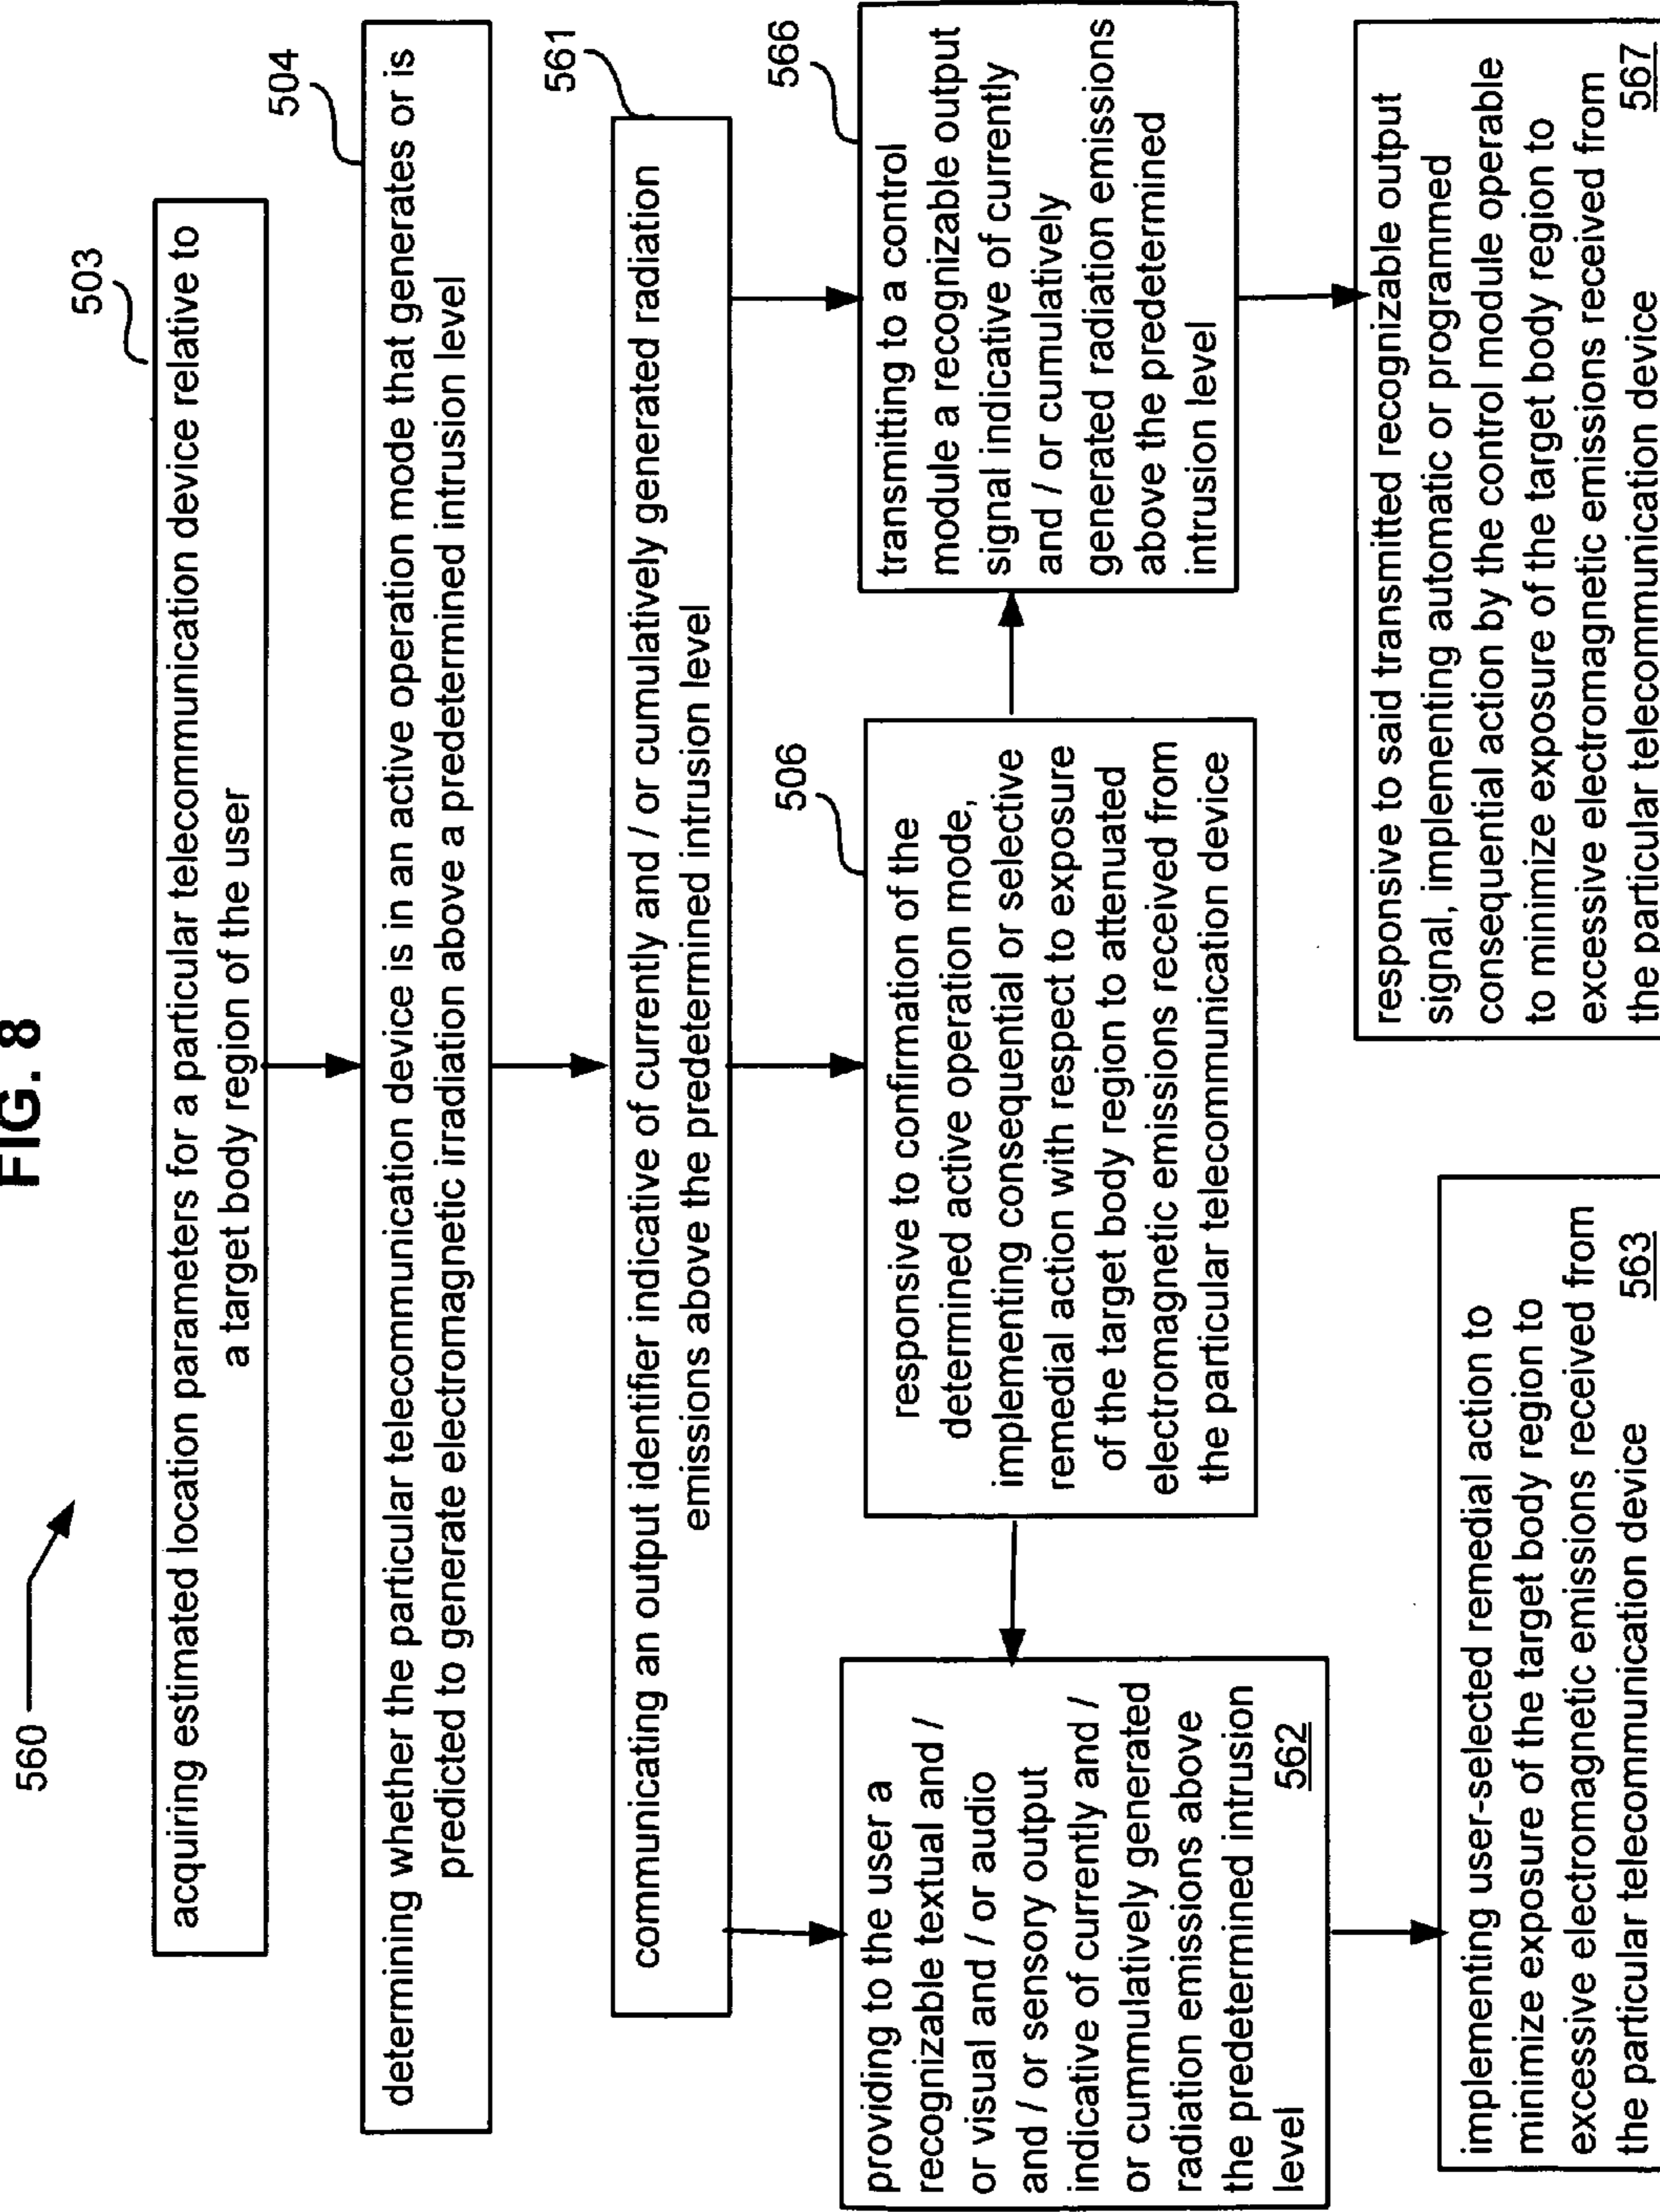 FIG. 8
560
503
acquiring estimated location parameters for a particular telecommunication device relative to
a target body region of the user
504
determining whether the particular telecommunication device is in an active operation mode that generates or is
predicted to generate electromagnetic irradiation above a predetermined intrusion level
561
communicating an output identifier indicative of currently and / or cumulatively generated radiation
emissions above the predetermined intrusion level
providing to the user a
recognizable textual and /
or visual and / or audio
and / or sensory output
indicative of currently and /
or cummulatively generated
radiation emissions above
the predetermined intrusion
level 562
506
responsive to confirmation of the
determined active operation mode,
implementing consequential or selective
remedial action with respect to exposure
of the target body region to attenuated
electromagnetic emissions received from
the particular telecommunication device
566
transmitting to a control
module a recognizable output
signal indicative of currently
and / or cumulatively
generated radiation emissions
above the predetermined
intrusion level
implementing user-selected remedial action to
minimize exposure of the target body region to
excessive electromagnetic emissions received from
the particular telecommunication device 563
responsive to said transmitted recognizable output
signal, implementing automatic or programmed
consequential action by the control module operable
to minimize exposure of the target body region to
excessive electromagnetic emissions received from
the particular telecommunication device 567